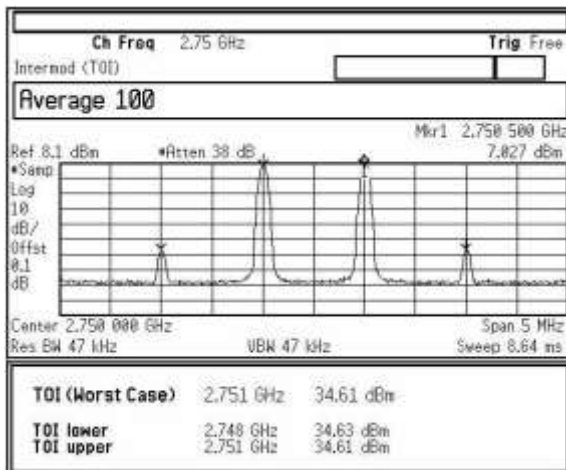 Ch Freq 2.75 GHz Trig Free
Intermod (TOI)
Average 100
Mkr1 2.750 500 GHz
Ref 8.1 dBm *Atten 38 dB 7.027 dBm
*Samp
Log
10
dB/
Offst
0.1
dB
Center 2.750 000 GHz Span 5 MHz
Res BW 47 kHz VBW 47 kHz Sweep 8.64 ms
TOI (Worst Case) 2.751 GHz 34.61 dBm
TOI lower 2.748 GHz 34.63 dBm
TOI upper 2.751 GHz 34.61 dBm